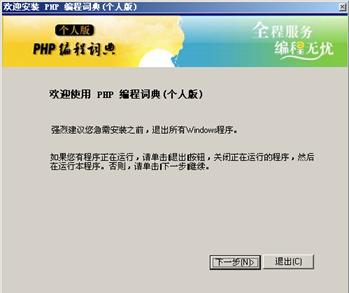 欢迎安装 PHP 编程词典(个人版)
个人版
PHP 编程词典
全程服务
编程无忧
欢迎使用 PHP 编程词典(个人版)
强烈建议您急需安装之前,退出所有Windows程序。
如果您有程序正在运行,请单击|退出|按钮,关闭正在运行的程序,然后
在运行本程序。否则,请单击|下一步|继续。
下一步(N)>
退出(C)